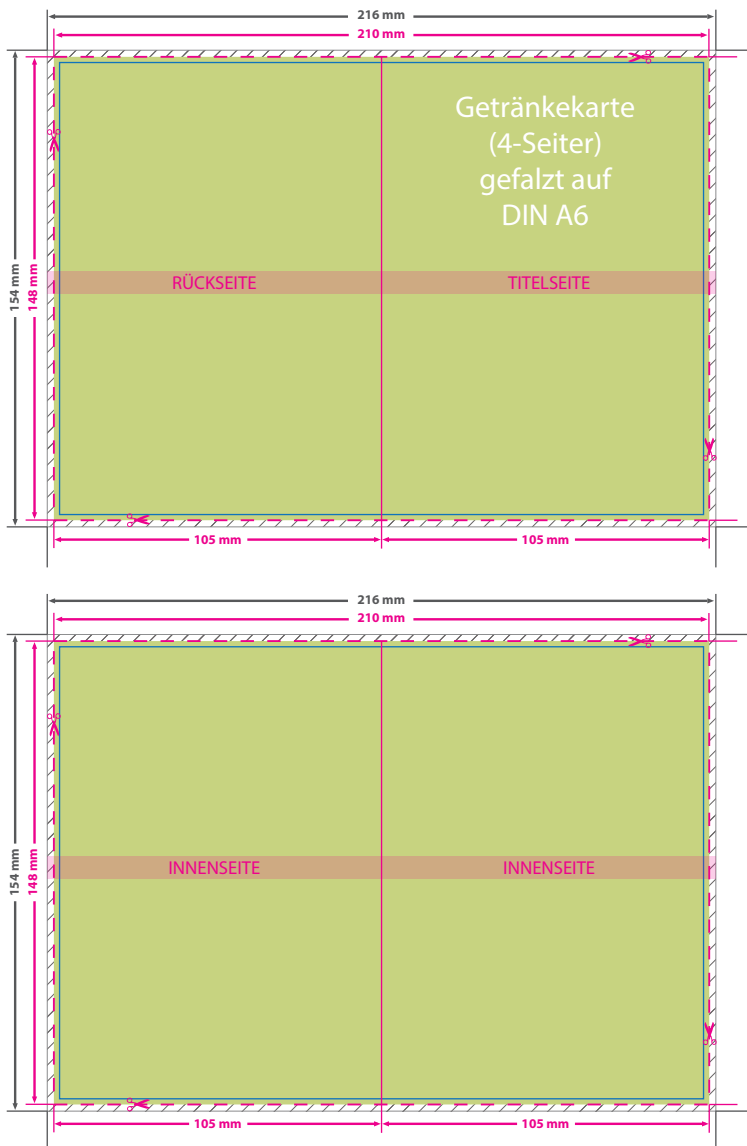 216 mm
210 mm
Getränkekarte
(4-Seiter)
gefalzt auf
DIN A6
154 mm
148 mm
RÜCKSEITE
TITELSEITE
105 mm
105 mm
216 mm
210 mm
154 mm
148 mm
INNENSEITE
INNENSEITE
105 mm
105 mm